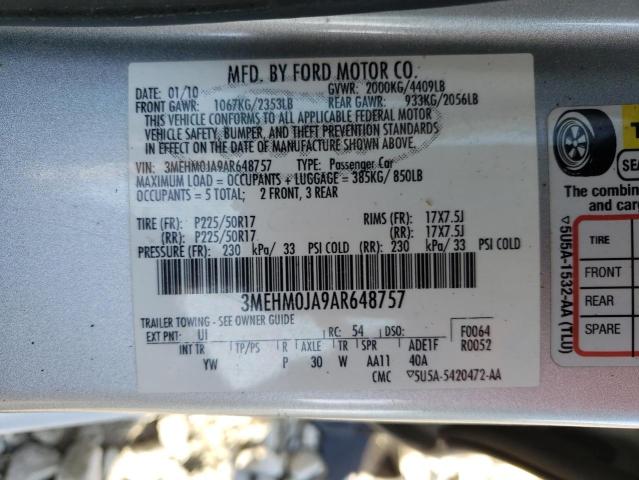 MFD. BY FORD MOTOR CO.
DATE: 01/10 GVWR: 2000KG/4409LB
FRONT GAWR: 1067KG/2353LB REAR GAWR: 933KG/2056LB
THIS VEHICLE CONFORMS TO ALL APPLICABLE FEDERAL MOTOR
VEHICLE SAFETY, BUMPER, AND THEFT PREVENTION STANDARDS
IN EFFECT ON THE DATE OF MANUFACTURE SHOWN ABOVE.
VIN: 3MEHM0JA9AR648757 TYPE: Passenger Car
MAXIMUM LOAD = OCCUPANTS + LUGGAGE = 385KG/ 850LB
OCCUPANTS = 5 TOTAL: 2 FRONT, 3 REAR
TIRE (FR): P225/50R17 RIMS (FR): 17X7.5J
(RR): P225/50R17 (RR): 17X7.5J
PRESSURE (FR): 230 kPa/ 33 PSI COLD (RR): 230 kPa/ 33 PSI COLD
3MEHM0JA9AR648757
TRAILER TOWING - SEE OWNER GUIDE
EXT PNT: UI RC: 54 DSO: F0064
INT TR TP/PS R AXLE TR SPR ADE1F R0052
YW P 30 W AA11 40A
CMC ▽5U5A-5420472-AA
The combine
and carg
▽5U5A-1532-AA (TLU)
TIRE
FRONT
REAR
SPARE